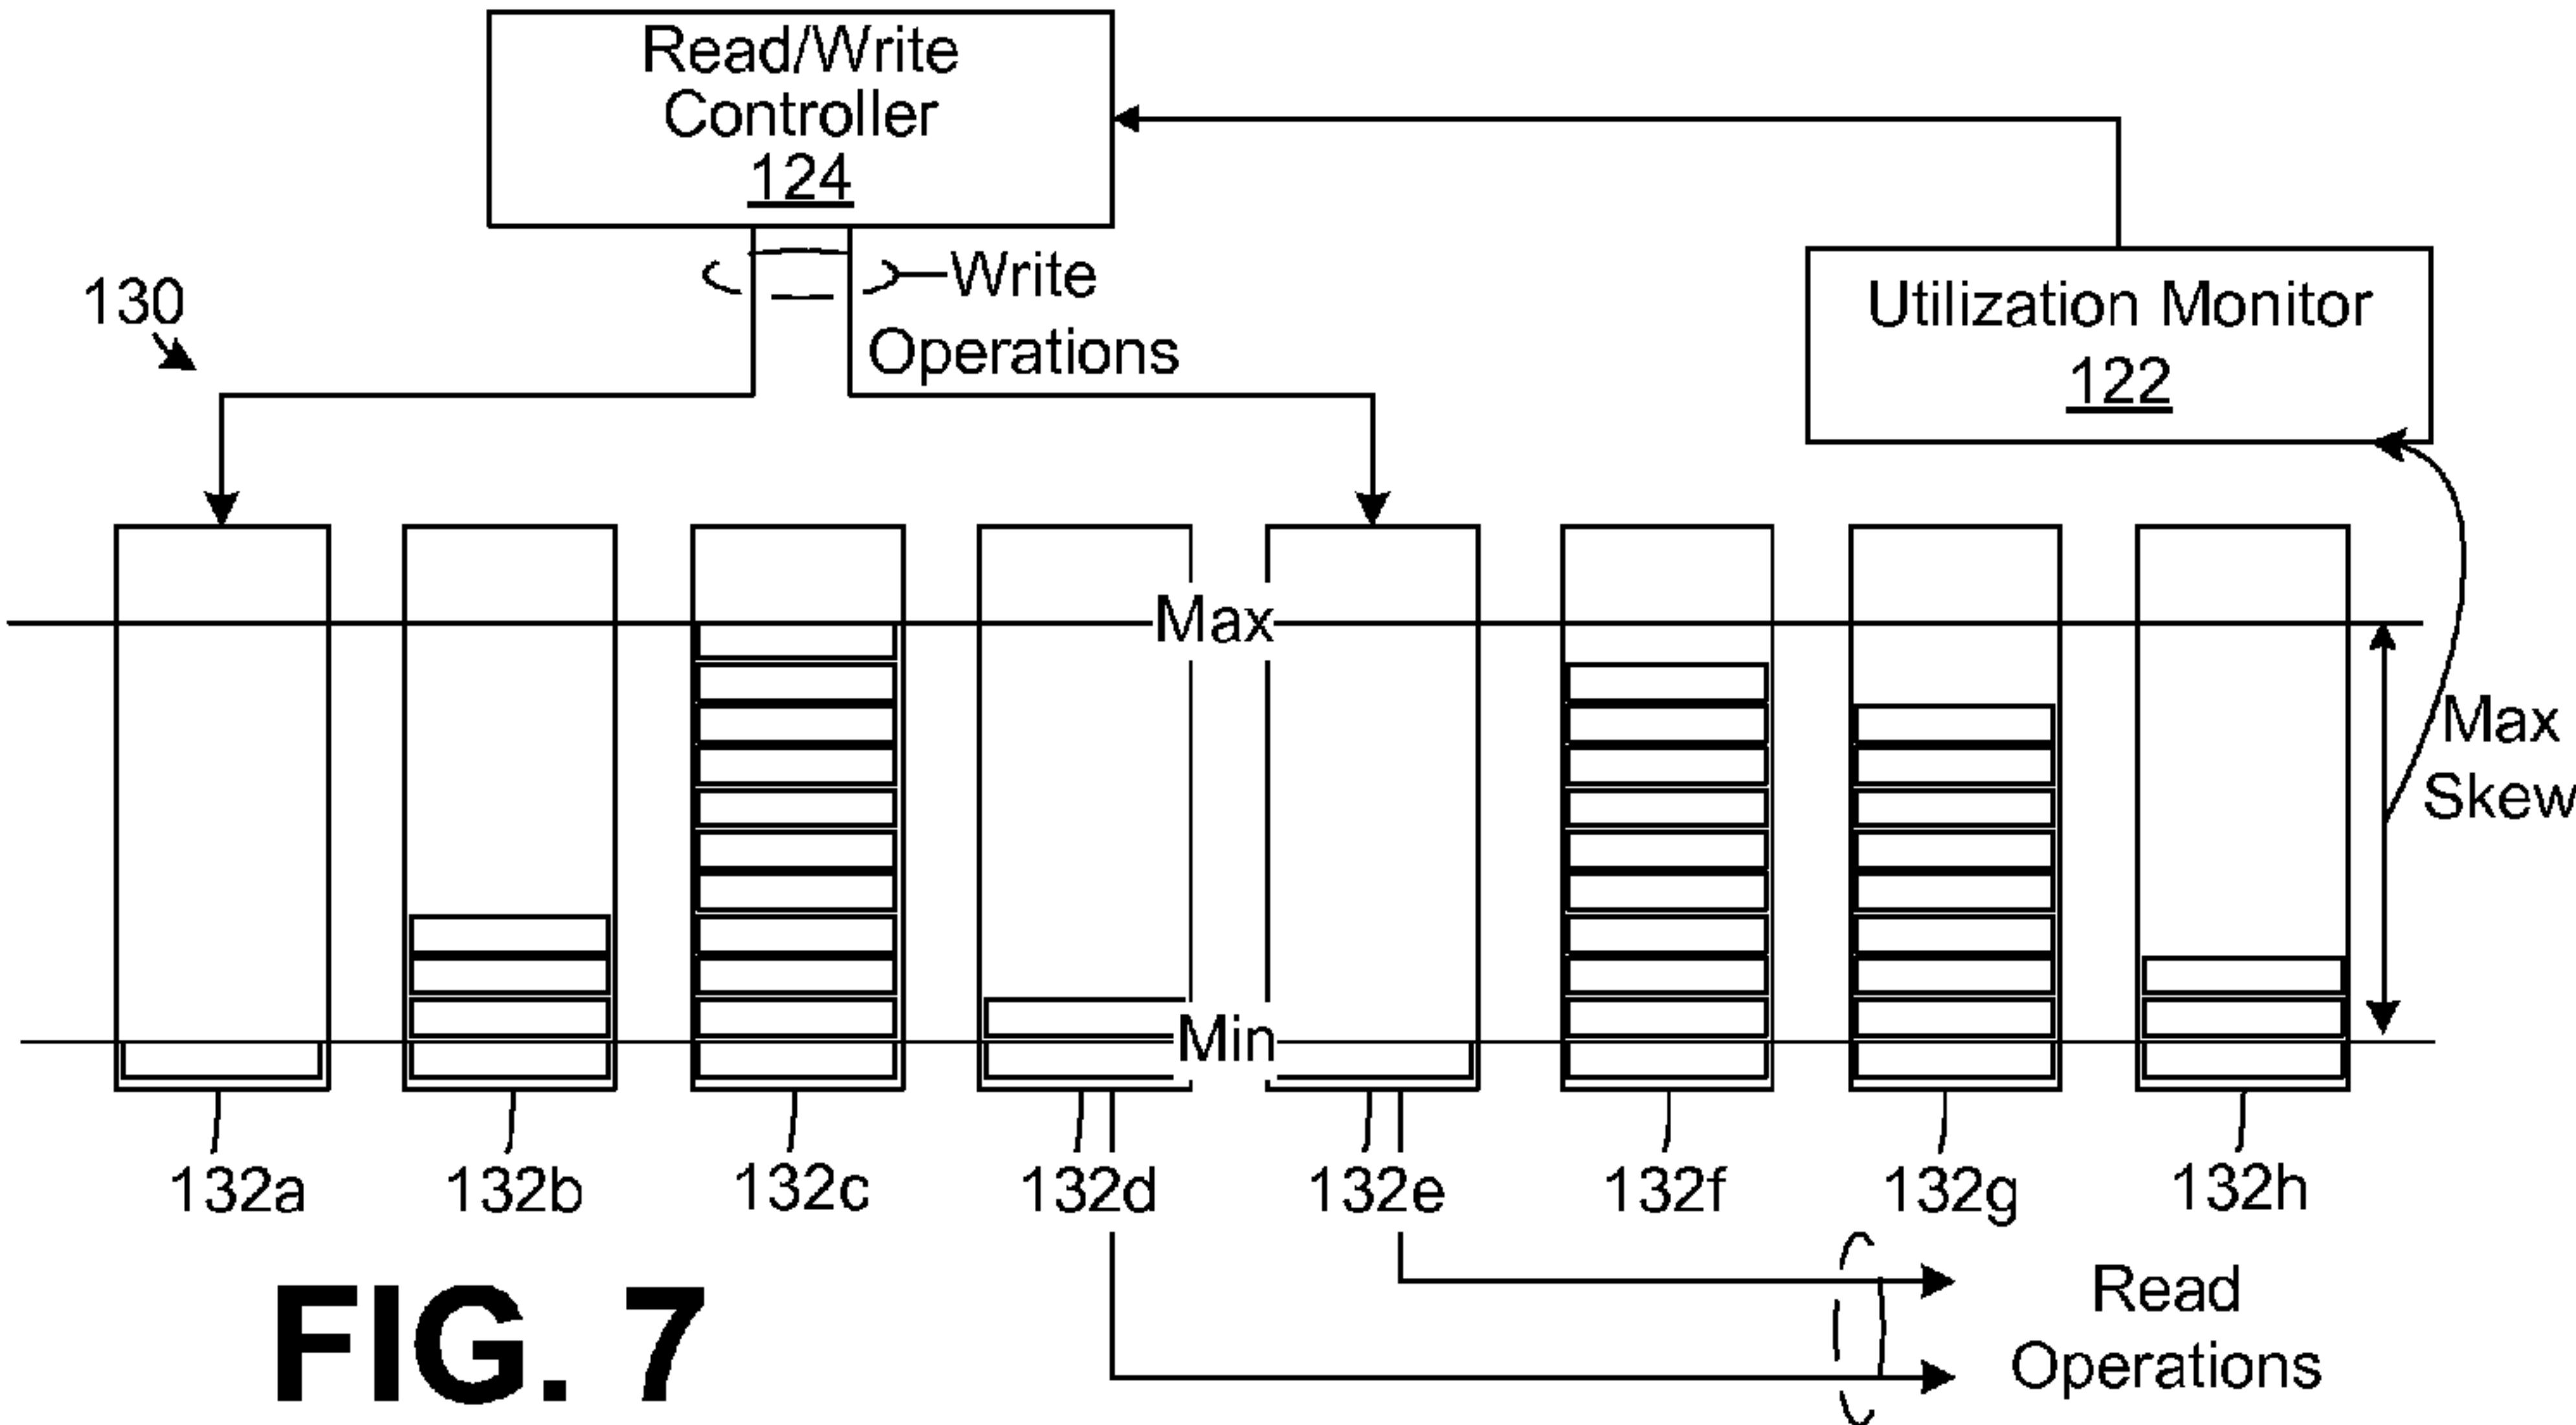 Read/Write
Controller
124
Write
Operations
130
Utilization Monitor
122
Max
Max
Skew
Min
132a
132b
132c
132d
132e
132f
132g
132h
Read
Operations
FIG. 7